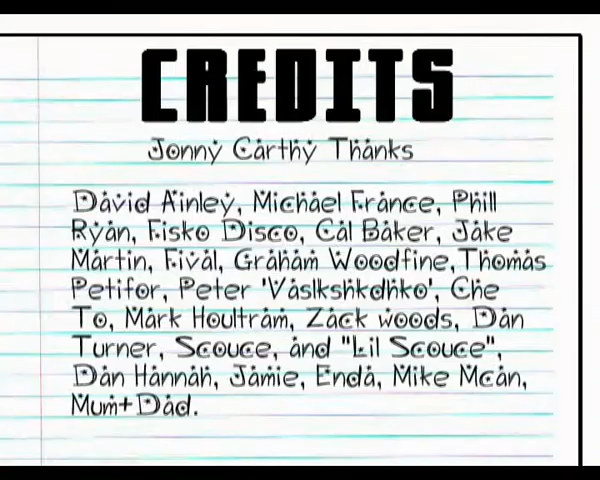 CREDITS
Jonny Carthy Thanks
David Ainley, Michael France, Phill
Ryan, Fisko Disco, Cal Baker, Jake
Martin, Fival, Graham Woodfine, Thomas
Petifor, Peter 'Vaslkshkdhko', Che
To, Mark Houltram, Zack woods, Dan
Turner, Scouce, and "Lil Scouce",
Dan Hannah, Jamie, Enda, Mike Mcan,
Mum+Dad.